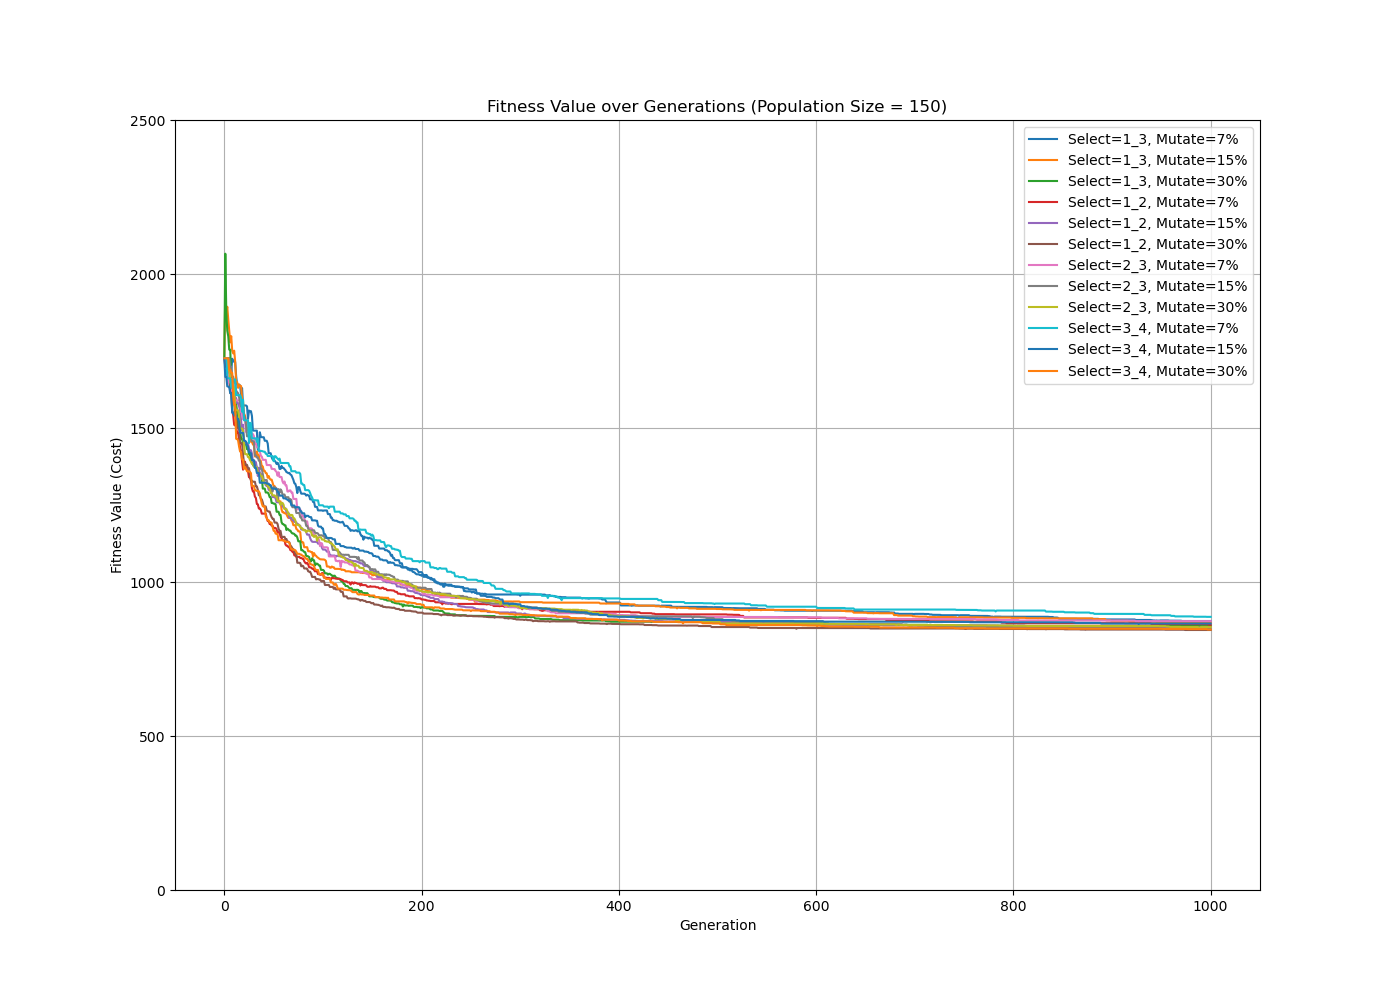 Fitness Value over Generations (Population Size = 150)
2500
2000
1500
1000
500
0
Fitness Value (Cost)
Select=1_3, Mutate=7%
Select=1_3, Mutate=15%
Select=1_3, Mutate=30%
Select=1_2, Mutate=7%
Select=1_2, Mutate=15%
Select=1_2, Mutate=30%
Select=2_3, Mutate=7%
Select=2_3, Mutate=15%
Select=2_3, Mutate=30%
Select=3_4, Mutate=7%
Select=3_4, Mutate=15%
Select=3_4, Mutate=30%
0 200 400 600 800 1000
Generation